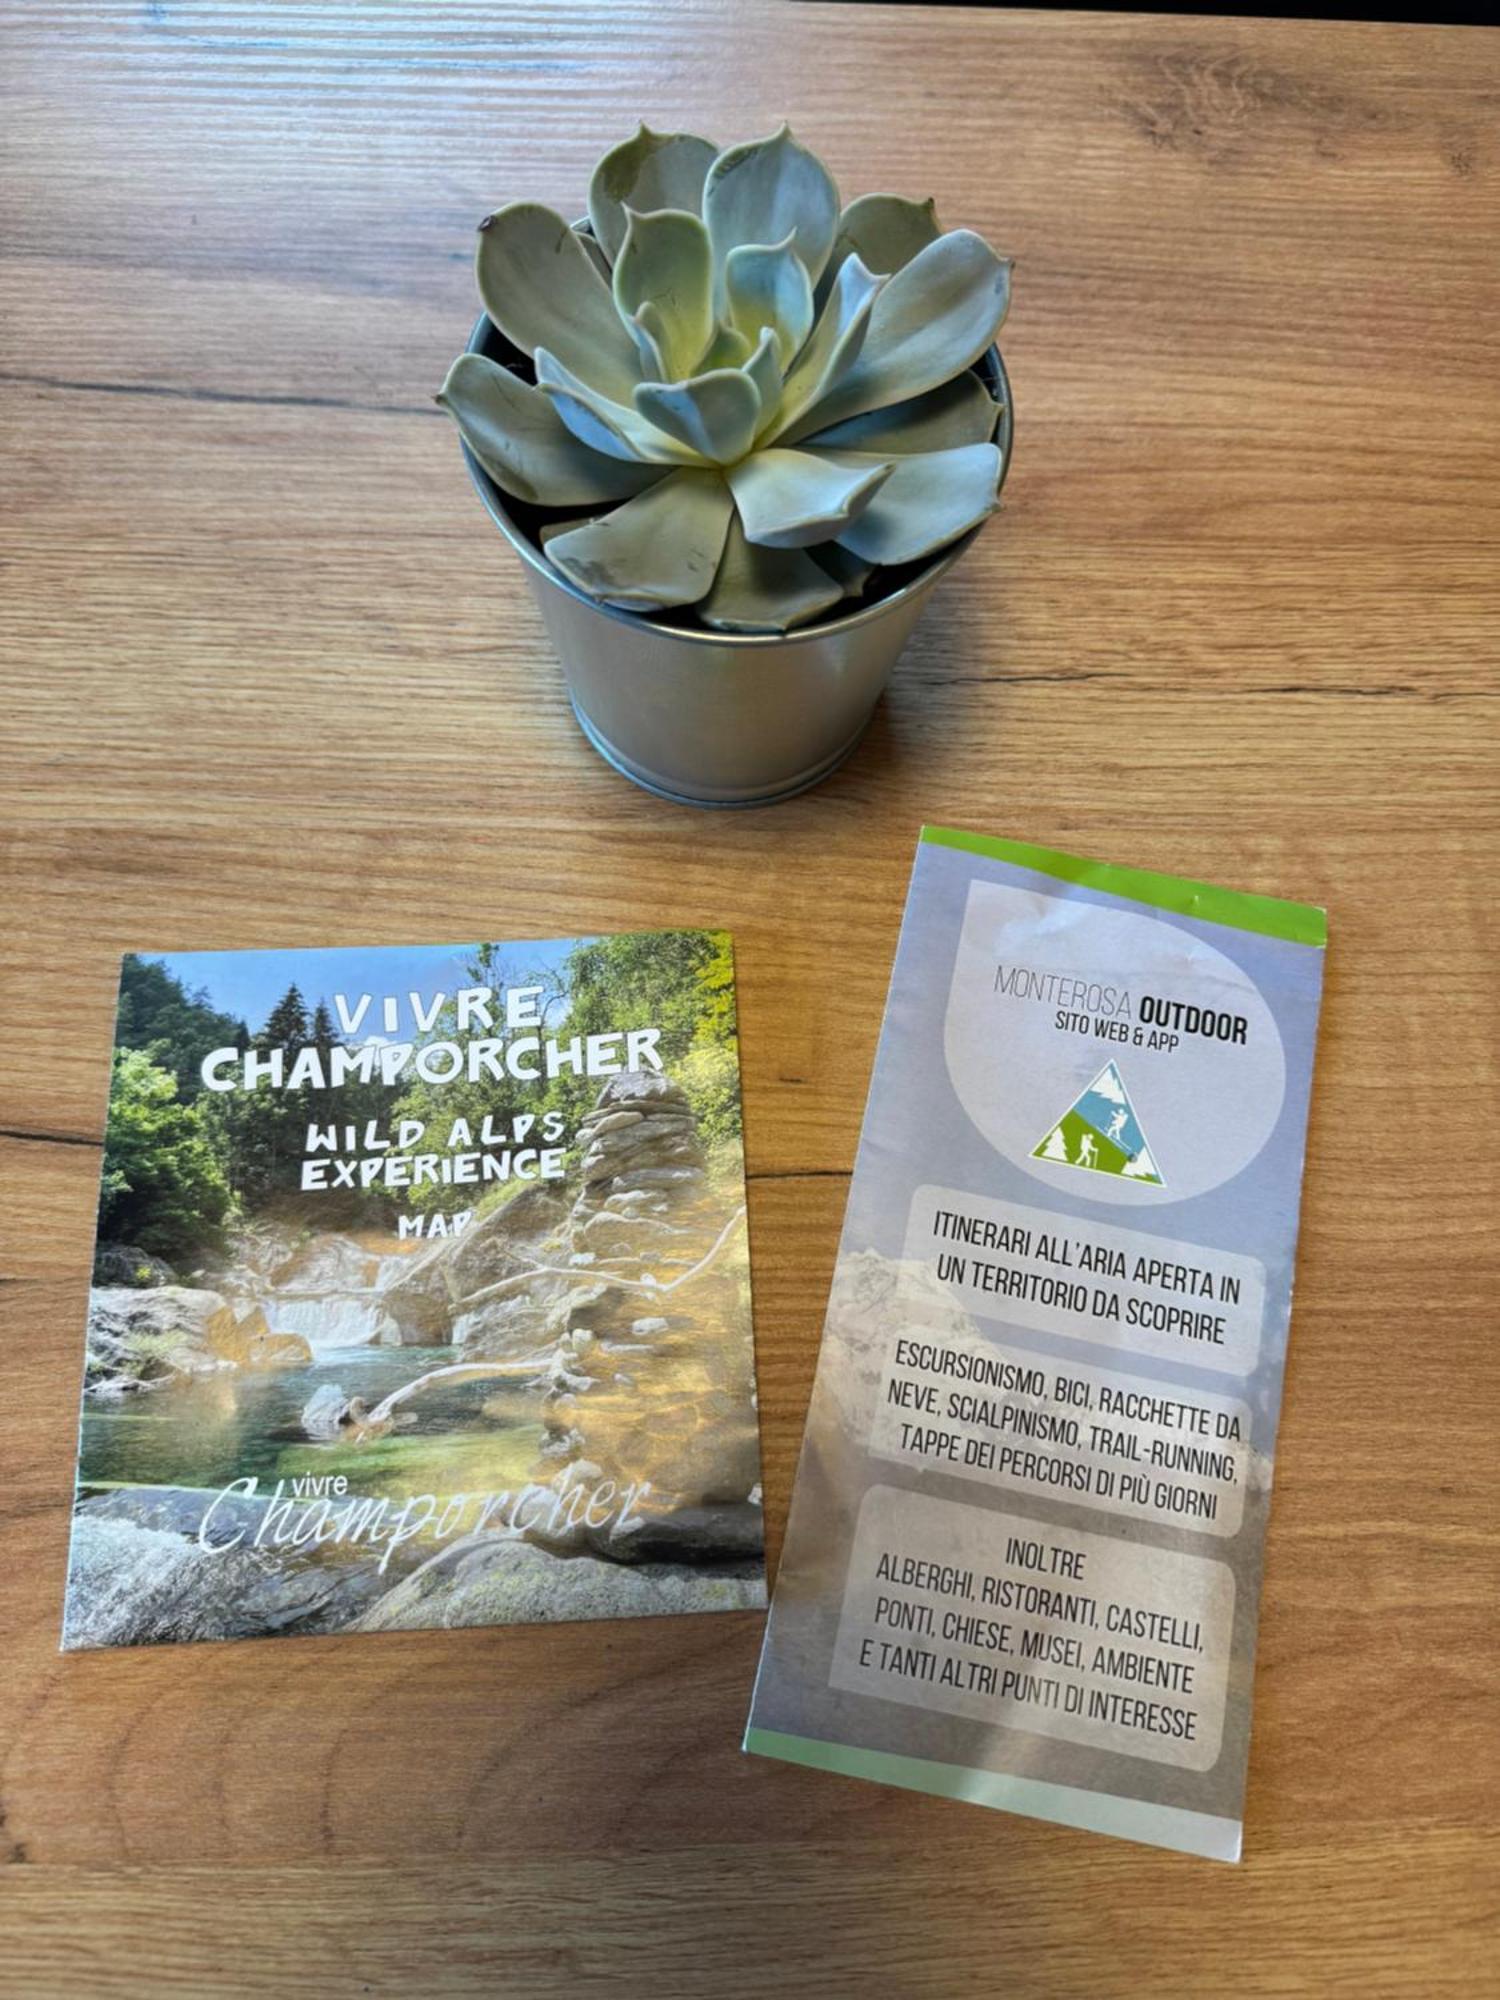 VIVRE
CHAMPORCHER
WILD ALPS
EXPERIENCE
MAP
vivre
Champorcher
MONTEROSA OUTDOOR
SITO WEB & APP
ITINERARI ALL'ARIA APERTA IN
UN TERRITORIO DA SCOPRIRE
ESCURSIONISMO, BICI, RACCHETTE DA
NEVE, SCIALPINISMO, TRAIL-RUNNING,
TAPPE DEI PERCORSI DI PIÙ GIORNI
INOLTRE
ALBERGHI, RISTORANTI, CASTELLI,
PONTI, CHIESE, MUSEI, AMBIENTE
E TANTI ALTRI PUNTI DI INTERESSE